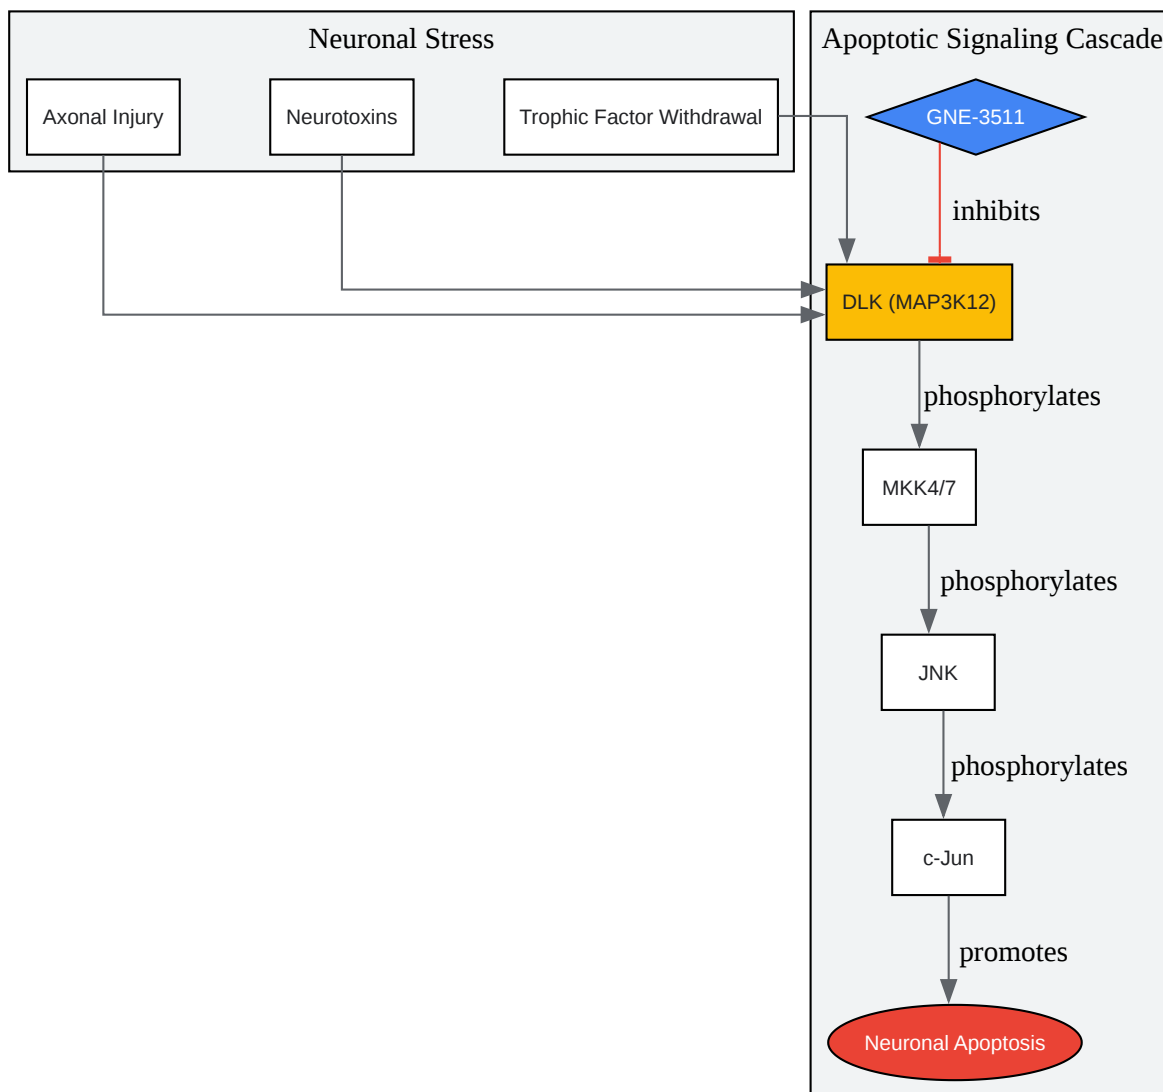 Neuronal Stress
Apoptotic Signaling Cascade
Axonal Injury
Neurotoxins
Trophic Factor Withdrawal
GNE-3511
inhibits
DLK (MAP3K12)
phosphorylates
MKK4/7
phosphorylates
JNK
phosphorylates
c-Jun
promotes
Neuronal Apoptosis